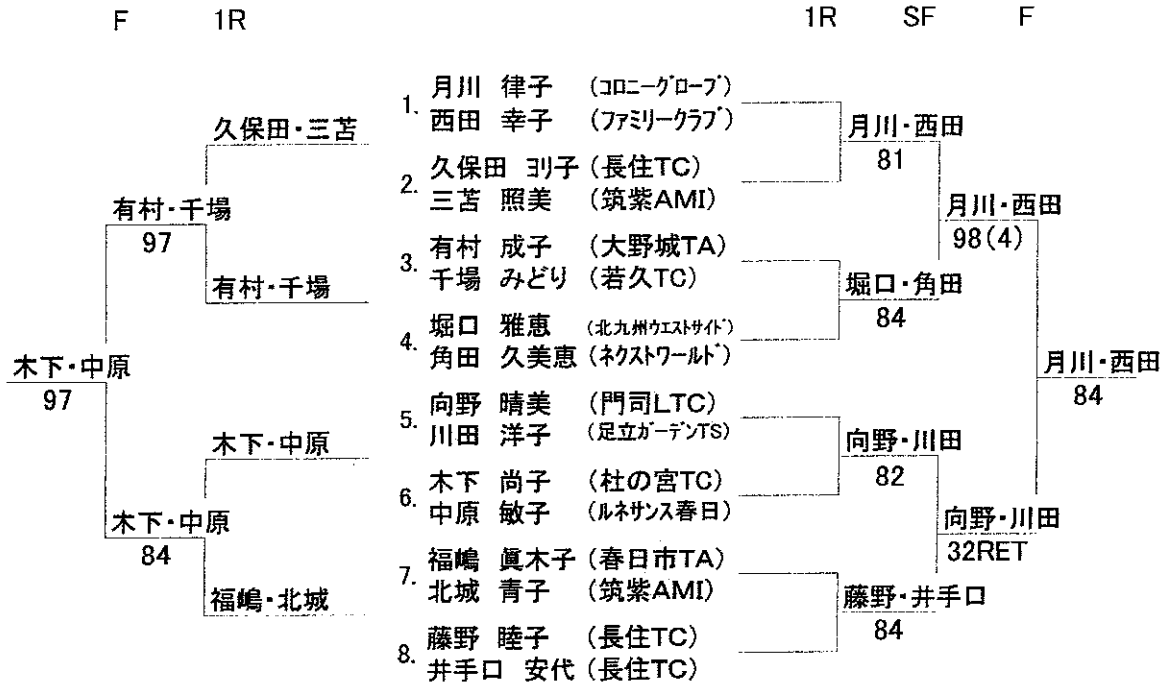 F 1R 1R SF F
1. 月川 律子 (コロニーグローブ)
西田 幸子 (ファミリークラブ)
2. 久保田 ヨリ子 (長住TC)
三苫 照美 (筑紫AMI)
3. 有村 成子 (大野城TA)
千場 みどり (若久TC)
4. 堀口 雅恵 (北九州ウエストサイド)
角田 久美恵 (ネクストワールド)
5. 向野 晴美 (門司LTC)
川田 洋子 (足立ガーデンTS)
6. 木下 尚子 (杜の宮TC)
中原 敏子 (ルネサンス春日)
7. 福嶋 眞木子 (春日市TA)
北城 青子 (筑紫AMI)
8. 藤野 睦子 (長住TC)
井手口 安代 (長住TC)
久保田・三苫
有村・千場
97
有村・千場
木下・中原
97
木下・中原
木下・中原
84
福嶋・北城
月川・西田
81
月川・西田
98(4)
堀口・角田
84
月川・西田
84
向野・川田
82
向野・川田
32RET
藤野・井手口
84